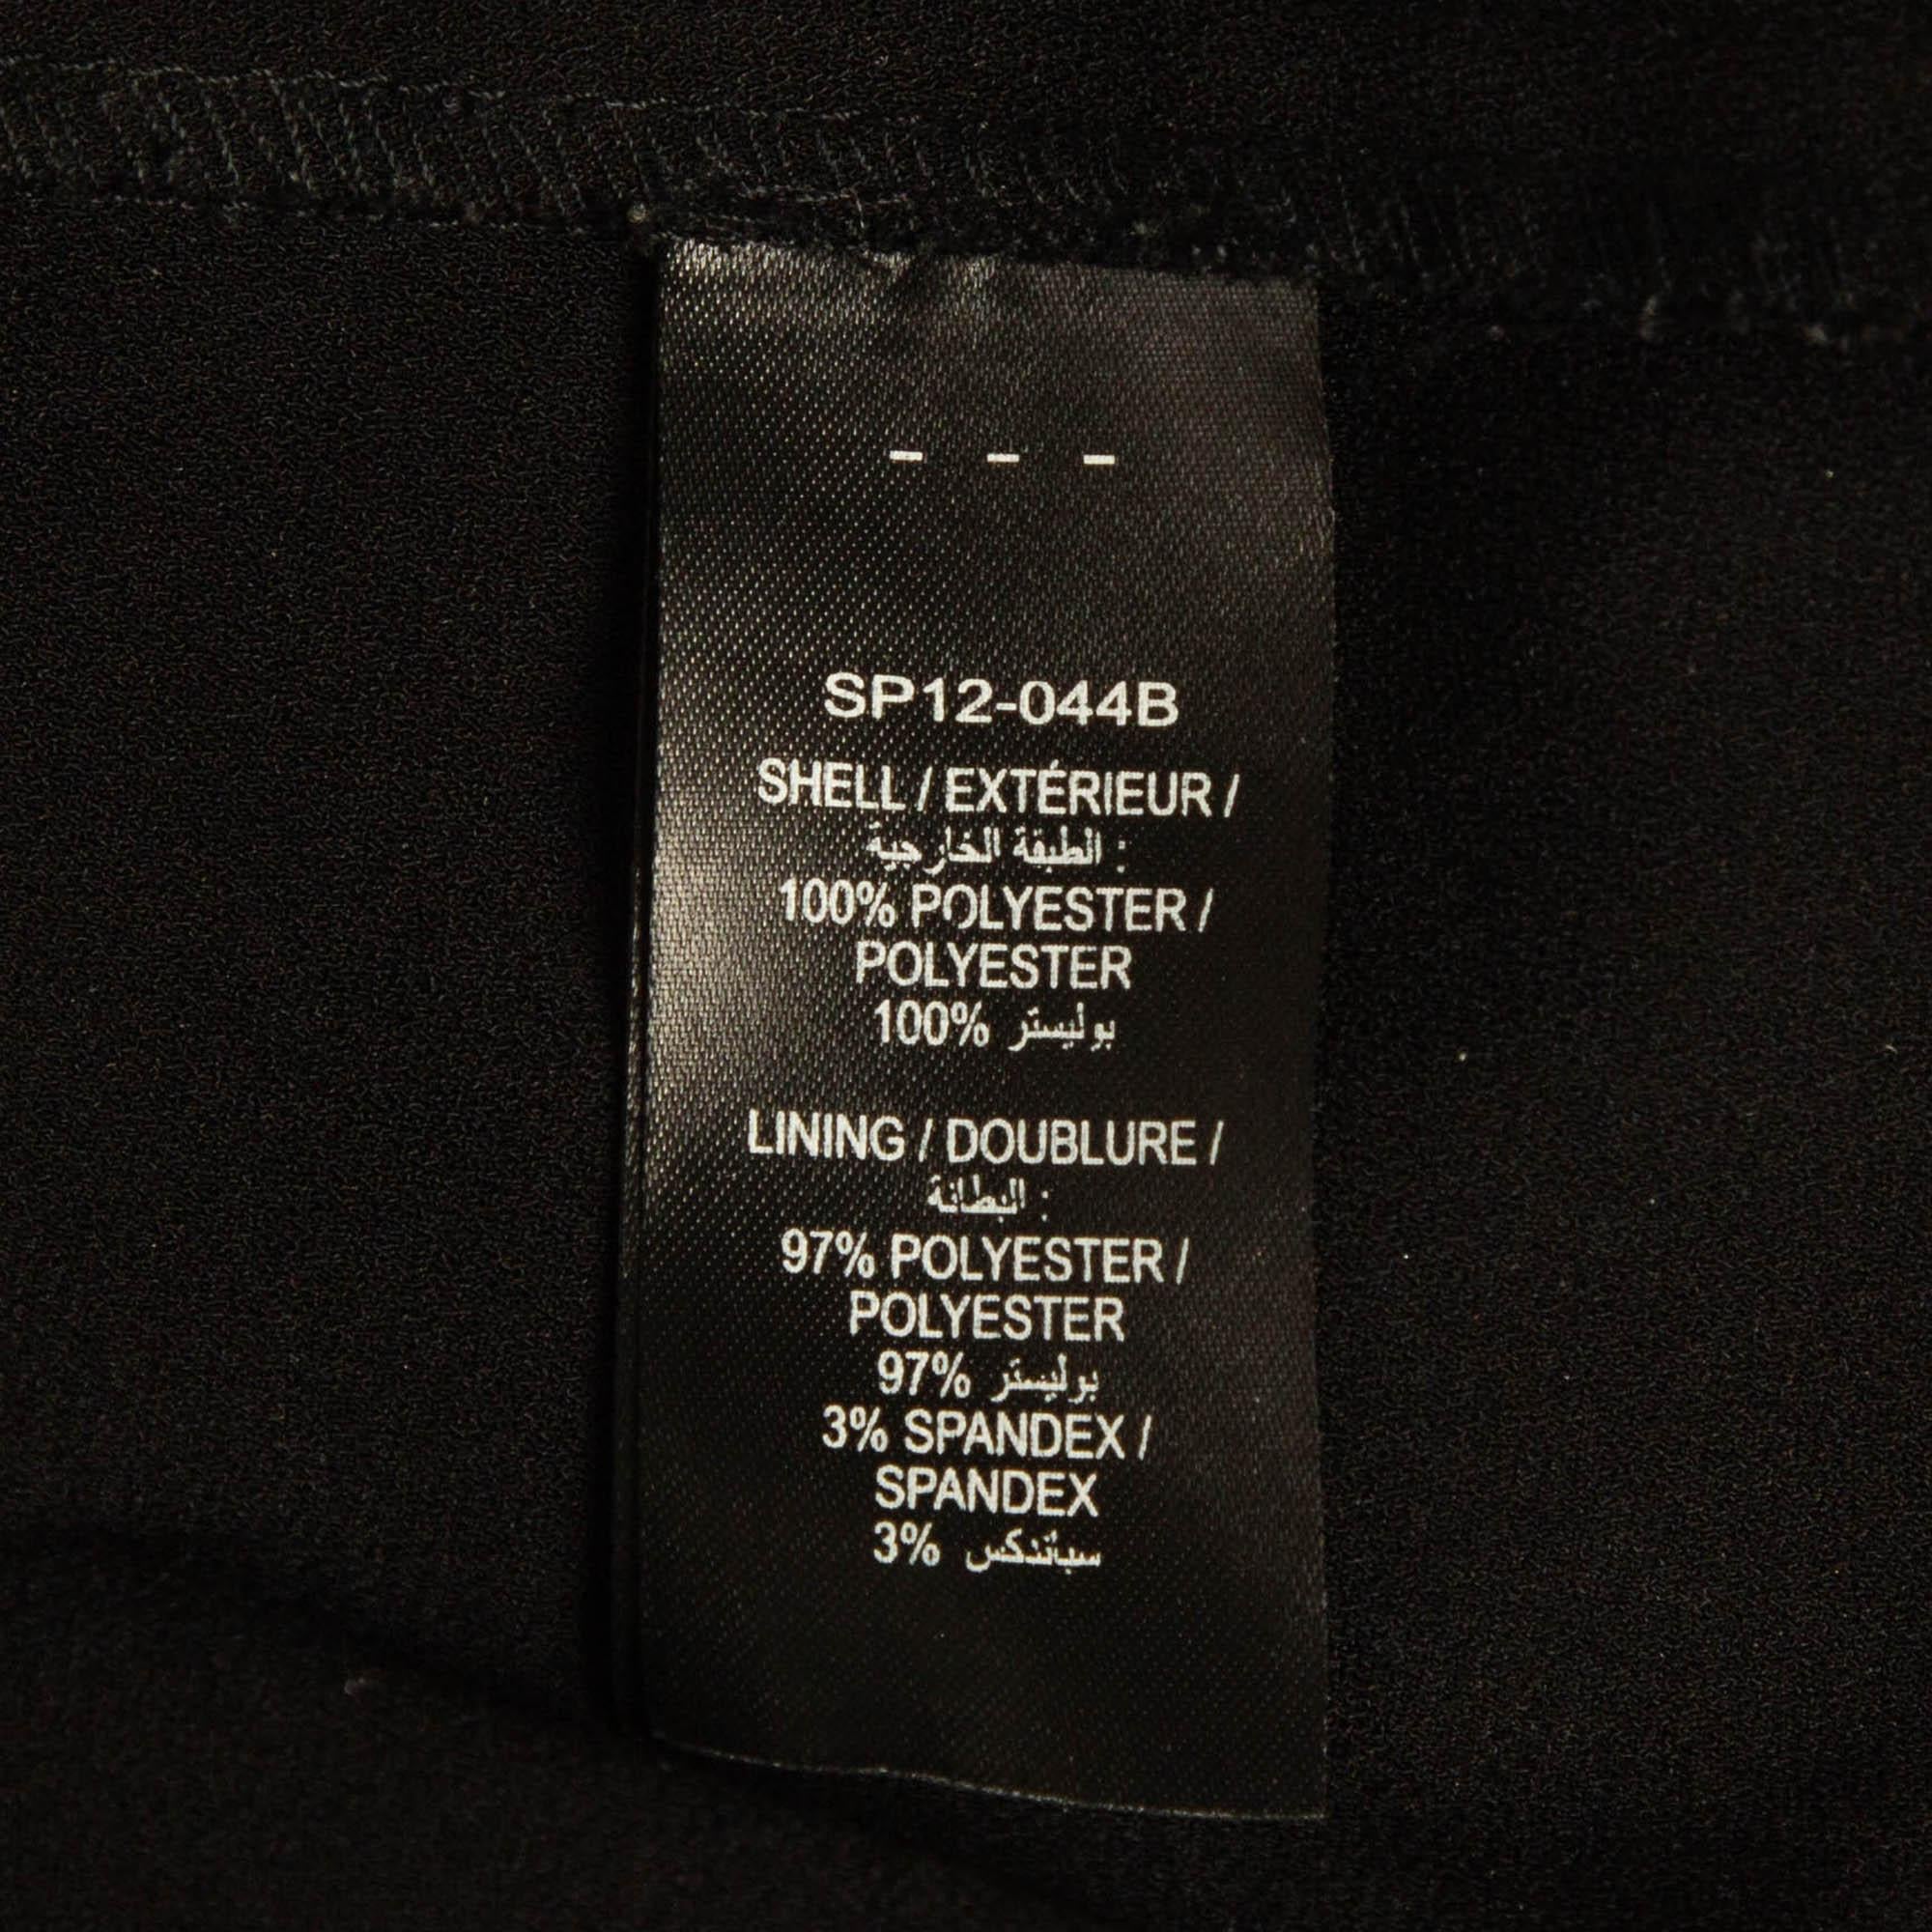 - - -
SP12-044B
SHELL / EXTÉRIEUR /
الطبقة الخارجية :
100% POLYESTER /
POLYESTER
100% بوليستر
LINING / DOUBLURE /
البطانة :
97% POLYESTER /
POLYESTER
97% بوليستر
3% SPANDEX /
SPANDEX
3% سباندكس